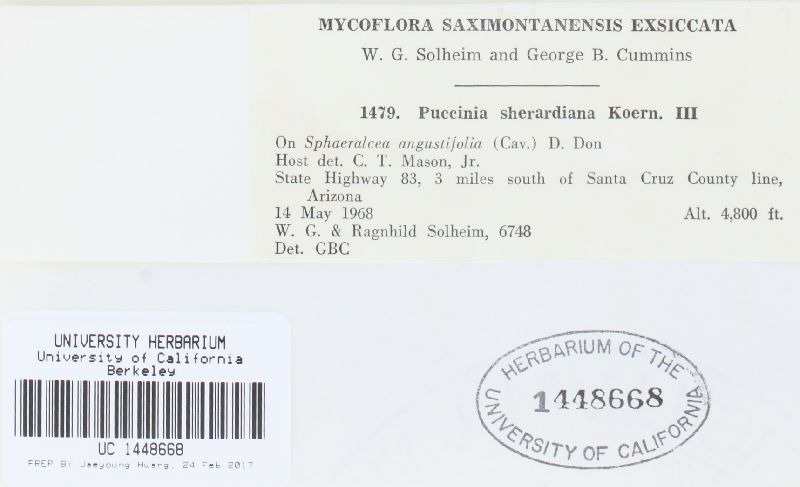 MYCOFLORA SAXIMONTANENSIS EXSICCATA
W. G. Solheim and George B. Cummins
1479. Puccinia sherardiana Koern. III
On Sphaeralcea angustifolia (Cav.) D. Don
Host det. C. T. Mason, Jr.
State Highway 83, 3 miles south of Santa Cruz County line,
Arizona
14 May 1968 Alt. 4,800 ft.
W. G. & Ragnhild Solheim, 6748
Det. GBC
UNIVERSITY HERBARIUM
University of California
Berkeley
UC 1448668
PREP BY Jaeyoung Hwang, 24 Feb 2017
HERBARIUM OF THE
1448668
UNIVERSITY OF CALIFORNIA